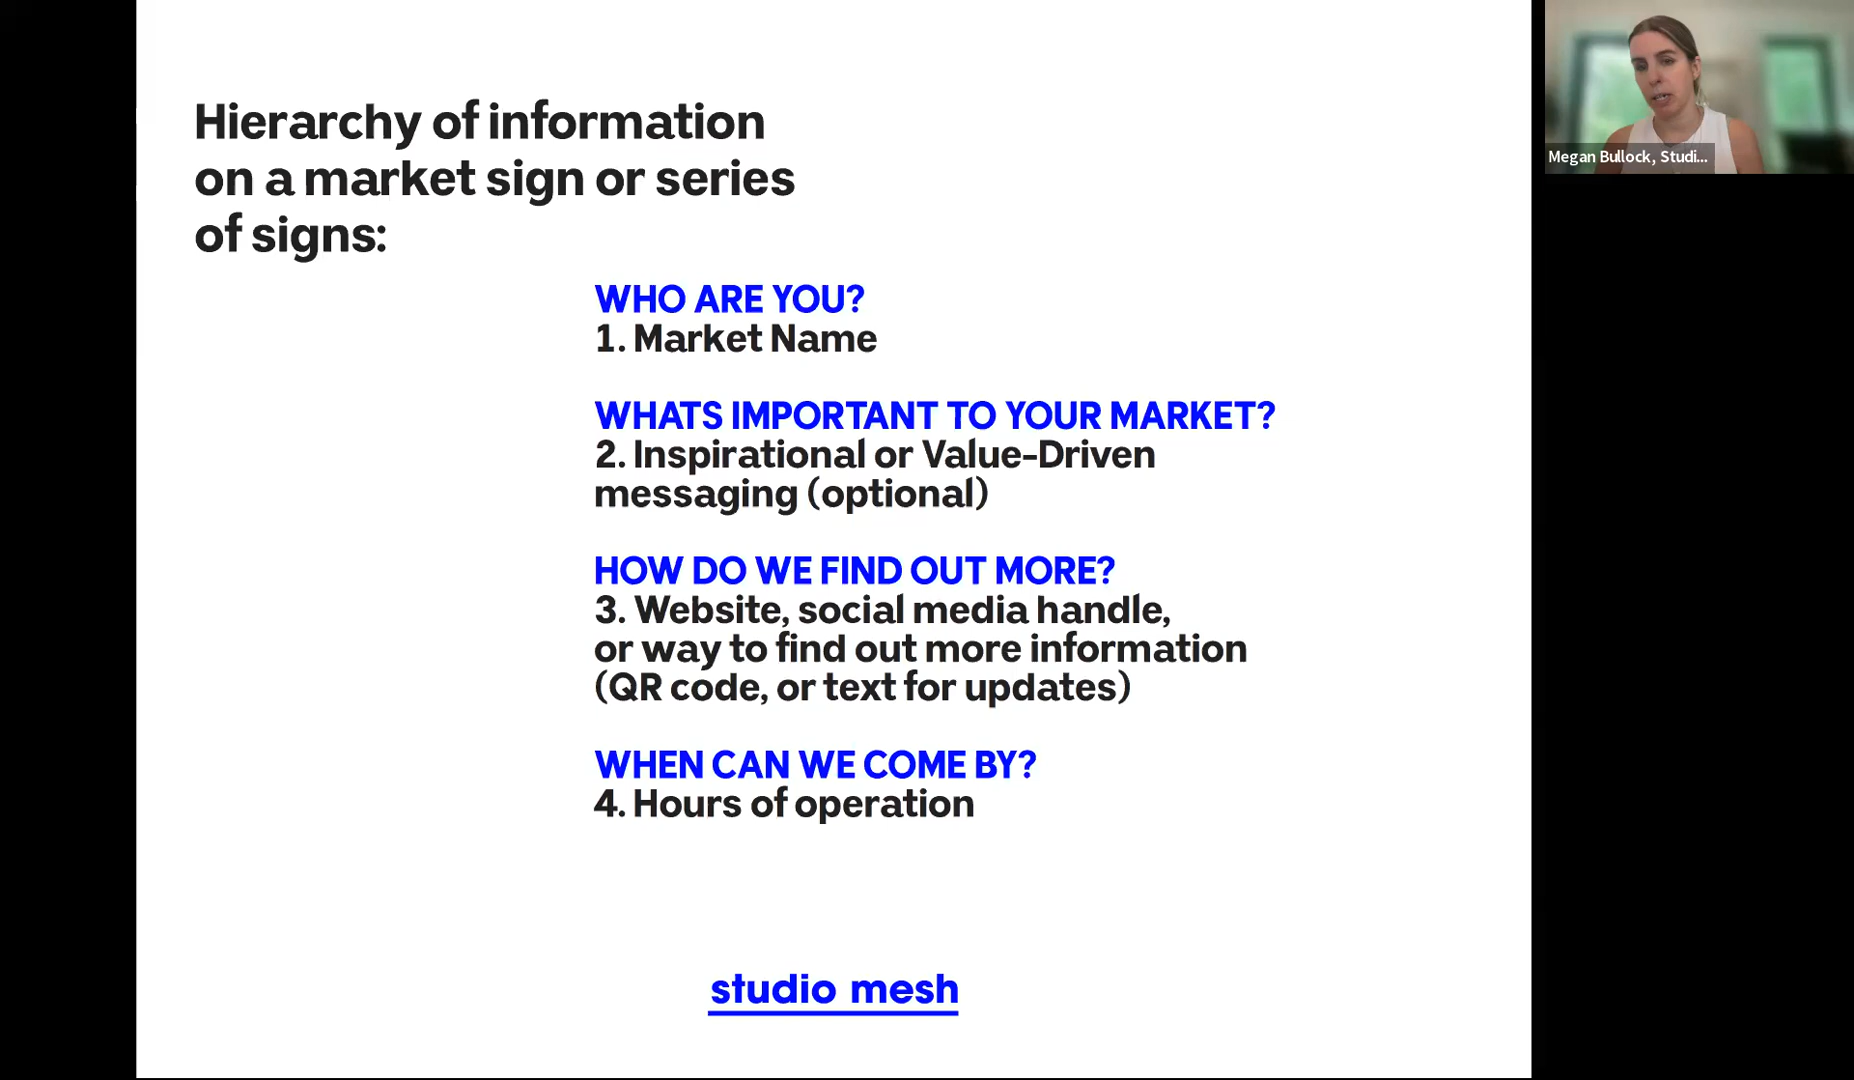 Hierarchy of information
on a market sign or series
of signs:
WHO ARE YOU?
1. Market Name
WHATS IMPORTANT TO YOUR MARKET?
2. Inspirational or Value-Driven
messaging (optional)
HOW DO WE FIND OUT MORE?
3. Website, social media handle,
or way to find out more information
(QR code, or text for updates)
WHEN CAN WE COME BY?
4. Hours of operation
studio mesh
Megan Bullock, Studi...